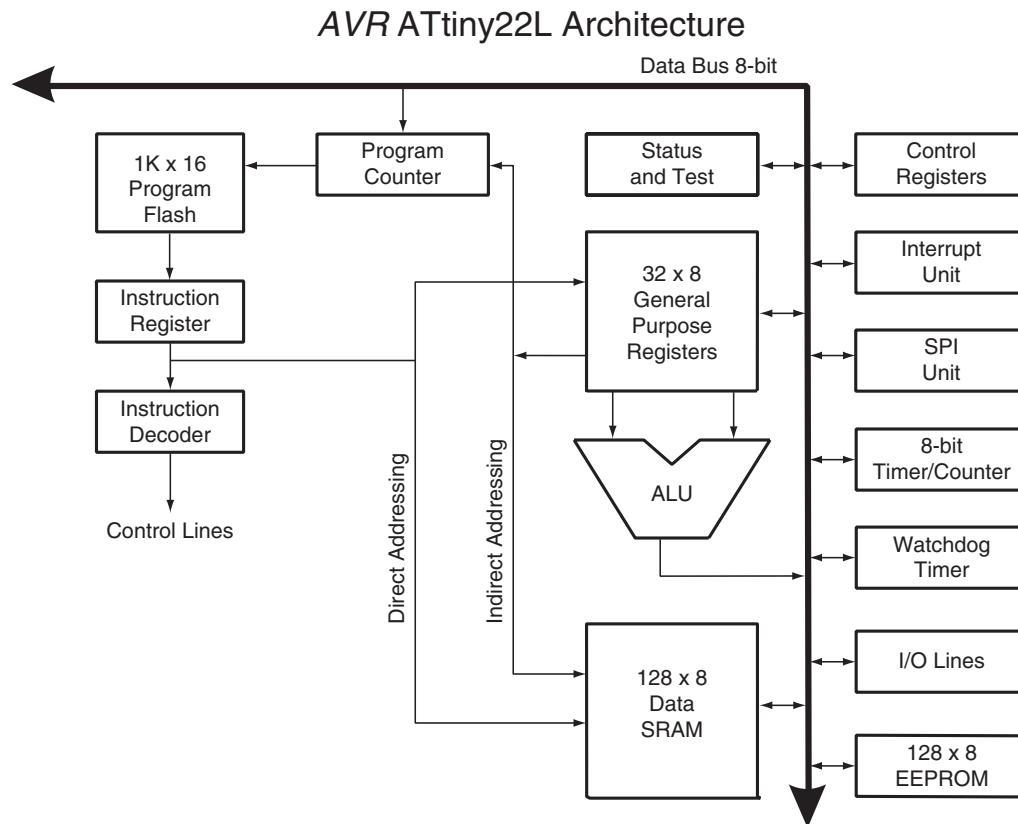 AVR ATtiny22L Architecture
Data Bus 8-bit
1K x 16
Program
Flash
Program
Counter
Status
and Test
Control
Registers
Instruction
Register
32 x 8
General
Purpose
Registers
Interrupt
Unit
SPI
Unit
Instruction
Decoder
Control Lines
Direct Addressing
Indirect Addressing
ALU
8-bit
Timer/Counter
Watchdog
Timer
128 x 8
Data
SRAM
I/O Lines
128 x 8
EEPROM